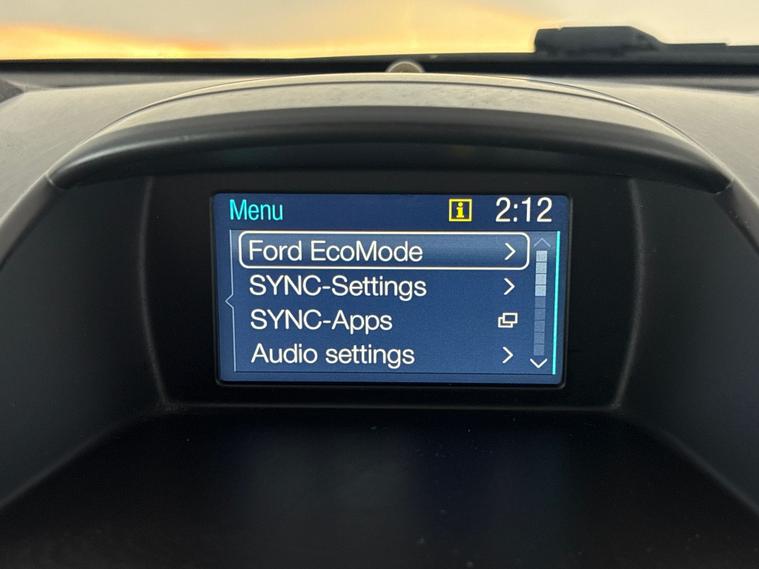 Menu i 2:12
Ford EcoMode
SYNC-Settings
SYNC-Apps
Audio settings